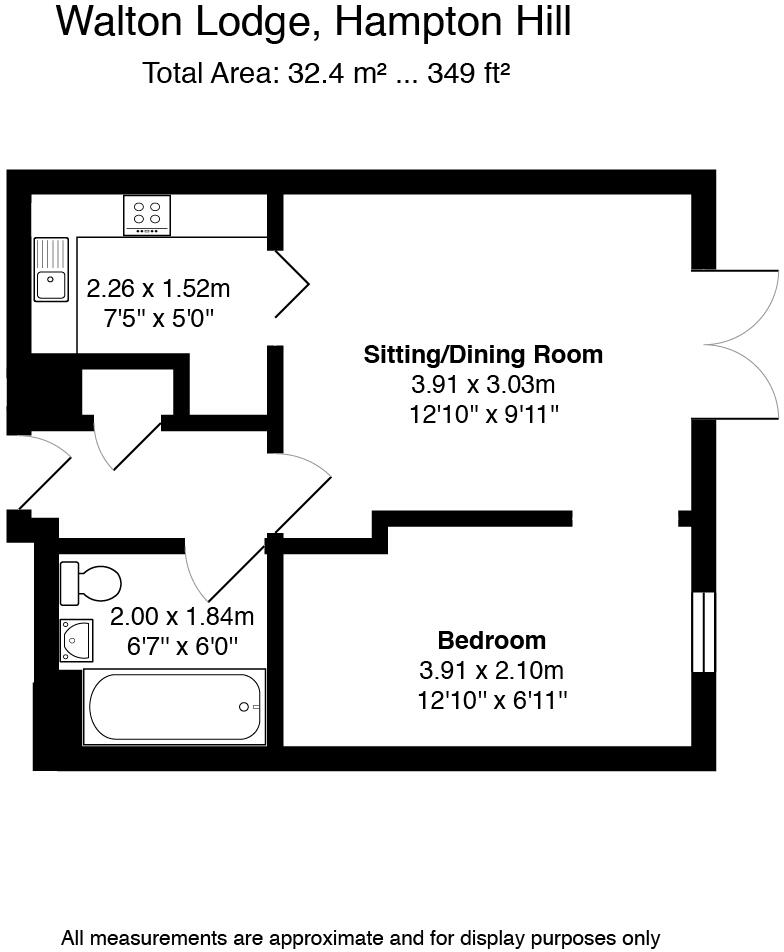 Walton Lodge, Hampton Hill
Total Area: 32.4 m² ... 349 ft²
2.26 x 1.52m
7'5" x 5'0"
Sitting/Dining Room
3.91 x 3.03m
12'10" x 9'11"
2.00 x 1.84m
6'7" x 6'0"
Bedroom
3.91 x 2.10m
12'10" x 6'11"
All measurements are approximate and for display purposes only